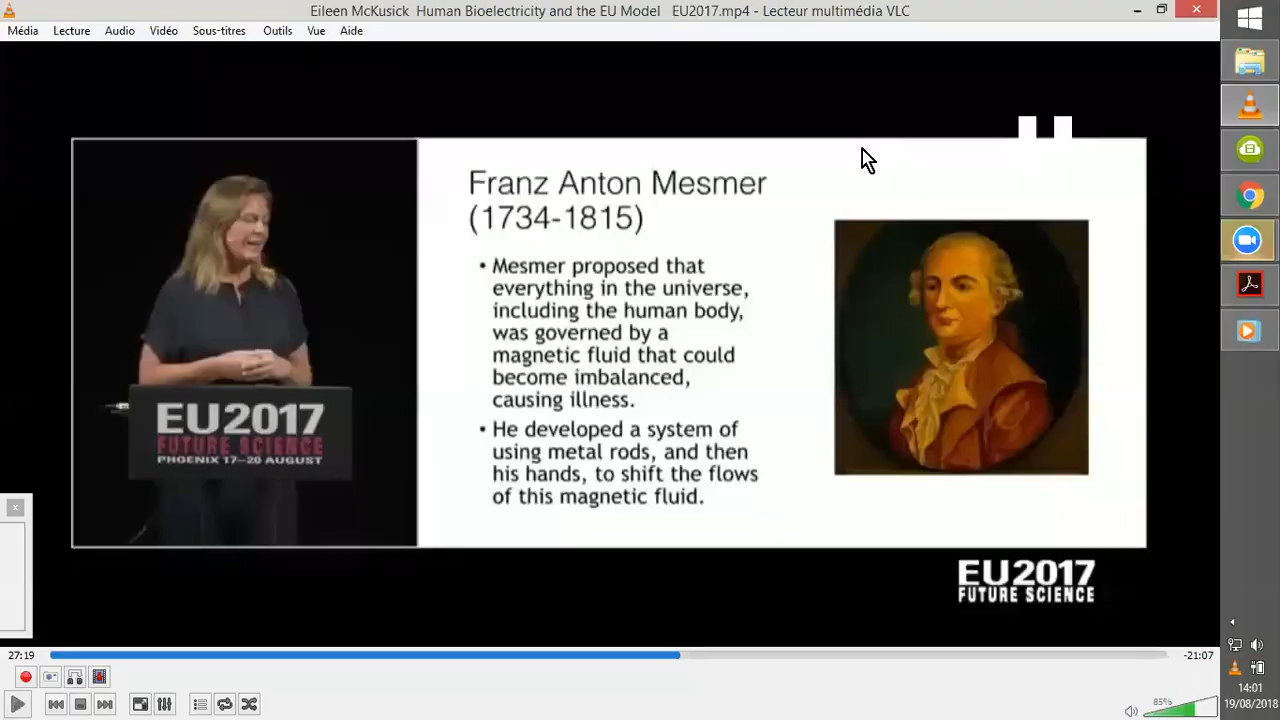 Eileen McKusick  Human Bioelectricity and the EU Model   EU2017.mp4 - Lecteur multimédia VLC
Média Lecture Audio Vidéo Sous-titres Outils Vue Aide
Franz Anton Mesmer
(1734-1815)
• Mesmer proposed that
everything in the universe,
including the human body,
was governed by a
magnetic fluid that could
become imbalanced,
causing illness.
• He developed a system of
using metal rods, and then
his hands, to shift the flows
of this magnetic fluid.
EU2017
FUTURE SCIENCE
PHOENIX 17-20 AUGUST
EU2017
FUTURE SCIENCE
27:19
-21:07
85%
14:01
19/08/2018